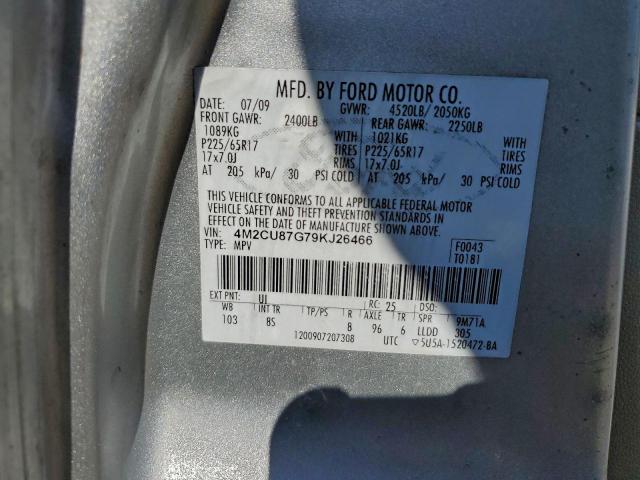 MFD. BY FORD MOTOR CO.
DATE: 07/09 GVWR: 4520LB/ 2050KG
FRONT GAWR: 2400LB REAR GAWR: 2250LB
1089KG WITH 1021KG WITH
P225/65R17 TIRES P225/65R17 TIRES
17x7.0J RIMS 17x7.0J RIMS
AT 205 kPa/ 30 PSI COLD AT 205 kPa/ 30 PSI COLD
THIS VEHICLE CONFORMS TO ALL APPLICABLE FEDERAL MOTOR
VEHICLE SAFETY AND THEFT PREVENTION STANDARDS IN
EFFECT ON THE DATE OF MANUFACTURE SHOWN ABOVE.
VIN: 4M2CU87G79KJ26466 F0043
TYPE: MPV T0181
EXT PNT: UI RC: 25 DSO:
WB INT TR TP/PS R AXLE TR SPR 9M71A
103 8S 8 96 6 LLDD 305
1200907207308 UTC ▽5U5A-1520472-BA